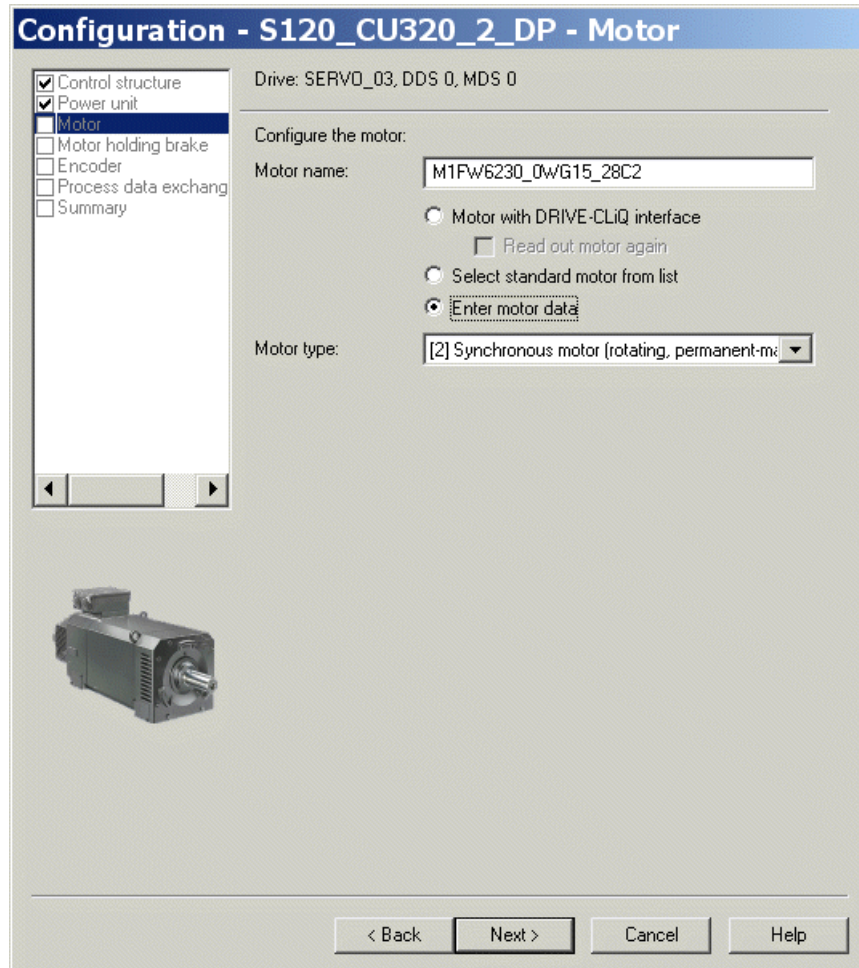 Configuration - S120_CU320_2_DP - Motor
Control structure
Power unit
Motor
Motor holding brake
Encoder
Process data exchang
Summary
Drive: SERVO_03, DDS 0, MDS 0
Configure the motor:
Motor name:
M1FW6230_0WG15_28C2
Motor with DRIVE-CLiQ interface
Read out motor again
Select standard motor from list
Enter motor data
Motor type:
[2] Synchronous motor (rotating, permanent-ma
< Back
Next >
Cancel
Help